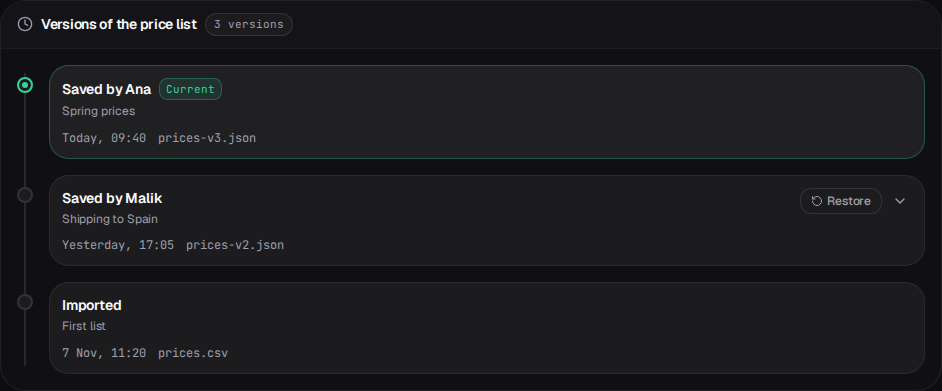 Versions of the price list 3 versions
Saved by Ana Current
Spring prices
Today, 09:40 prices-v3.json
Saved by Malik Restore
Shipping to Spain
Yesterday, 17:05 prices-v2.json
Imported
First list
7 Nov, 11:20 prices.csv